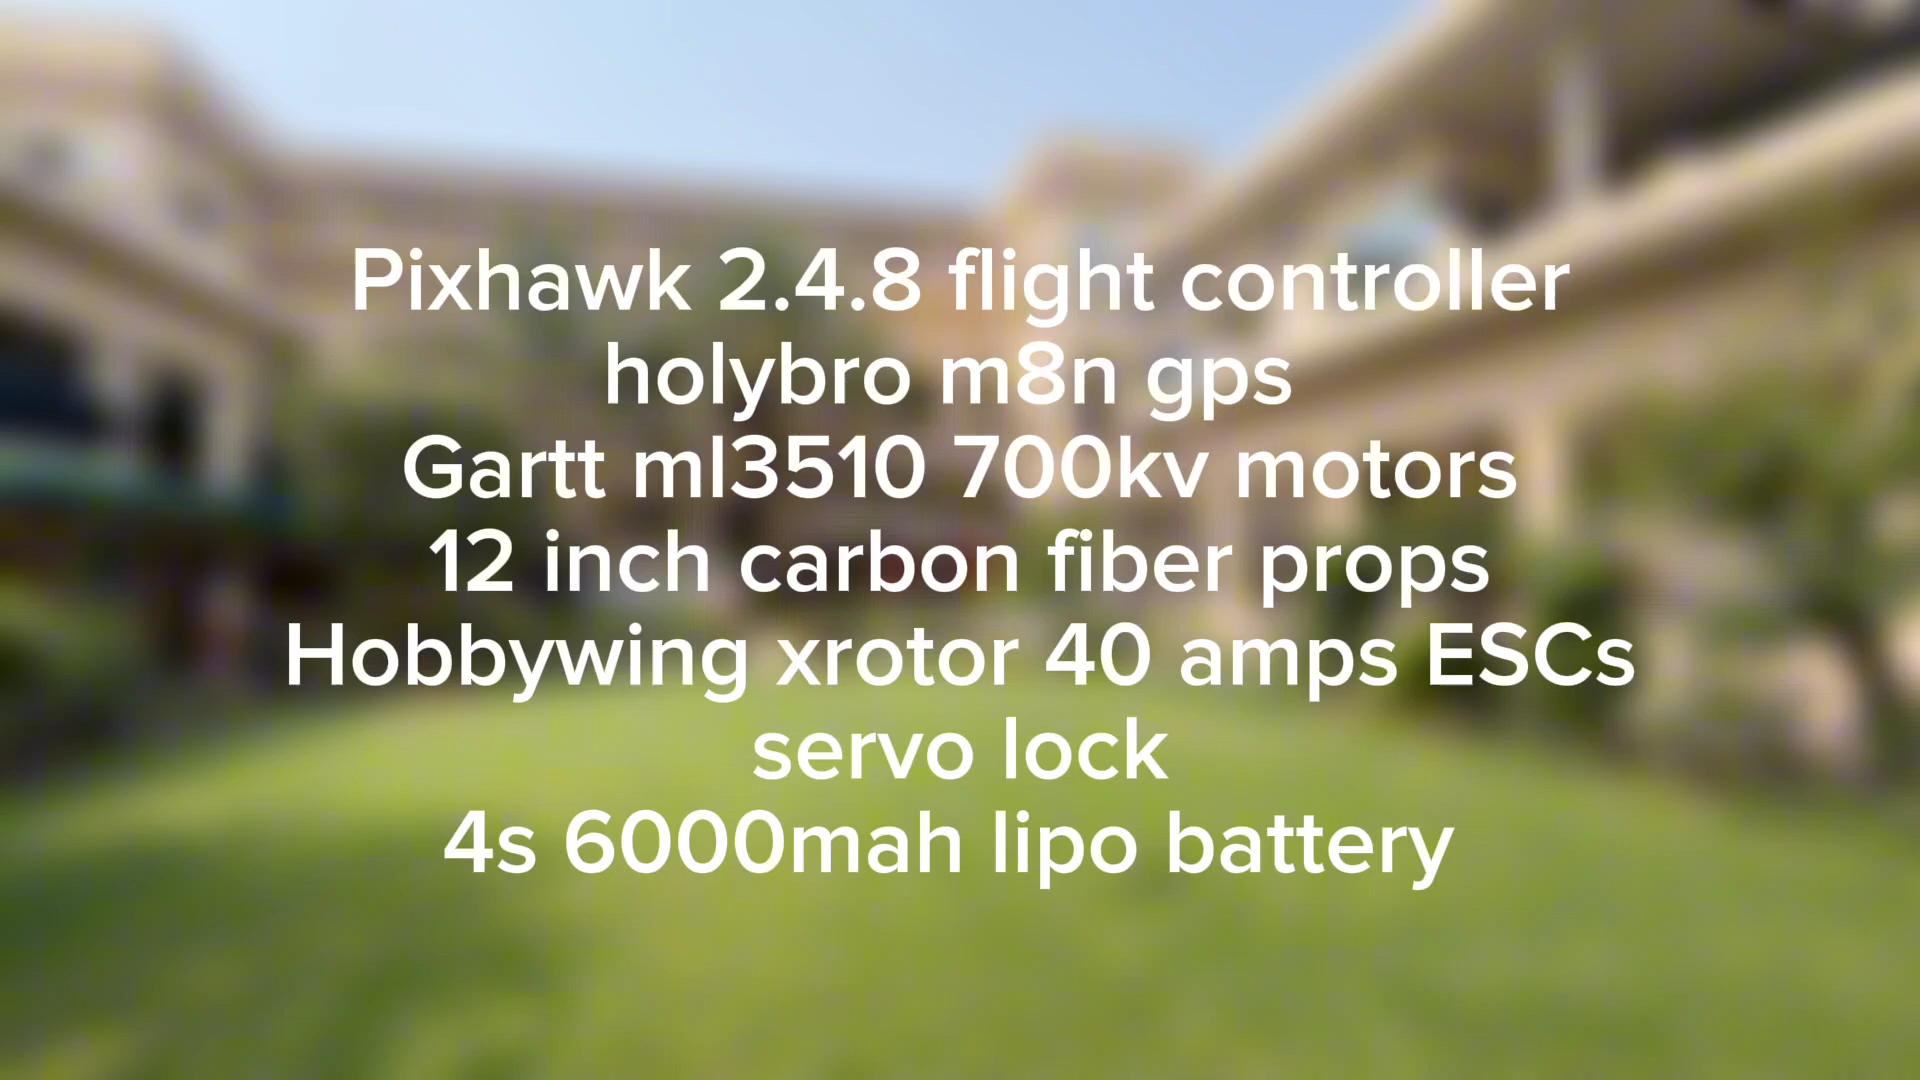 Pixhawk 2.4.8 flight controller
holybro m8n gps
Gartt ml3510 700kv motors
12 inch carbon fiber props
Hobbywing xrotor 40 amps ESCs
servo lock
4s 6000mah lipo battery